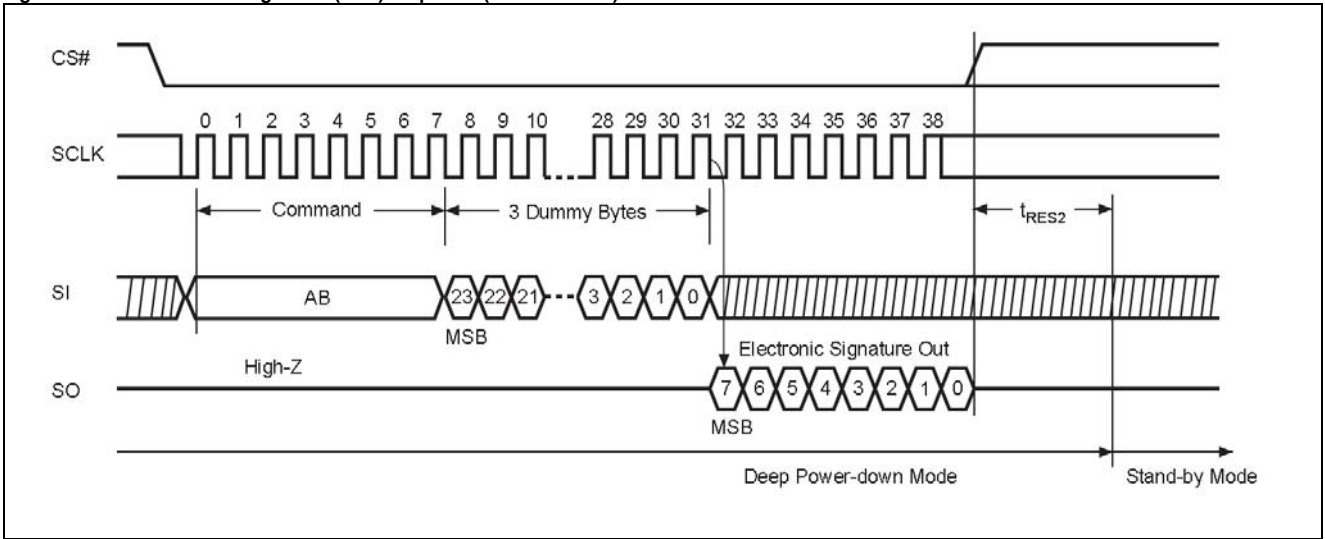 CS#
0 1 2 3 4 5 6 7 8 9 10 28 29 30 31 32 33 34 35 36 37 38
SCLK
Command 3 Dummy Bytes tRES2
SI AB 23 22 21 3 2 1 0
MSB
Electronic Signature Out
High-Z
SO 7 6 5 4 3 2 1 0
MSB
Deep Power-down Mode Stand-by Mode